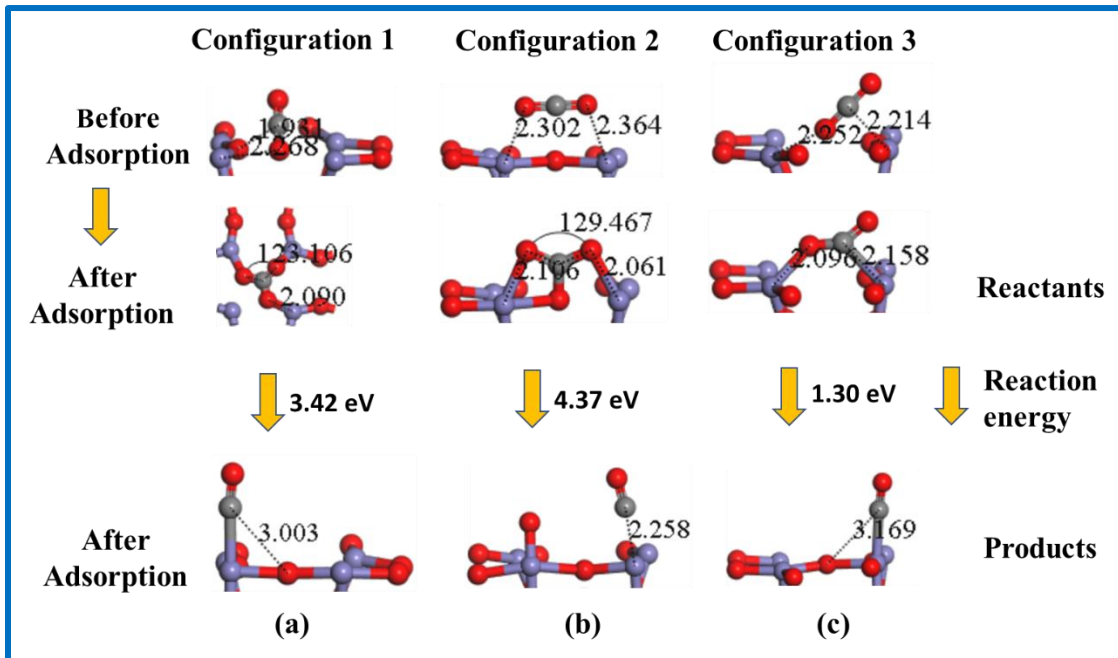 Configuration 1
Configuration 2
Configuration 3
Before
Adsorption
1.931
2.268
2.302
2.364
2.252
2.214
After
Adsorption
123.106
2.090
129.467
2.106
2.061
2.096
2.158
Reactants
3.42 eV
4.37 eV
1.30 eV
Reaction
energy
After
Adsorption
3.003
2.258
3.169
Products
(a)
(b)
(c)